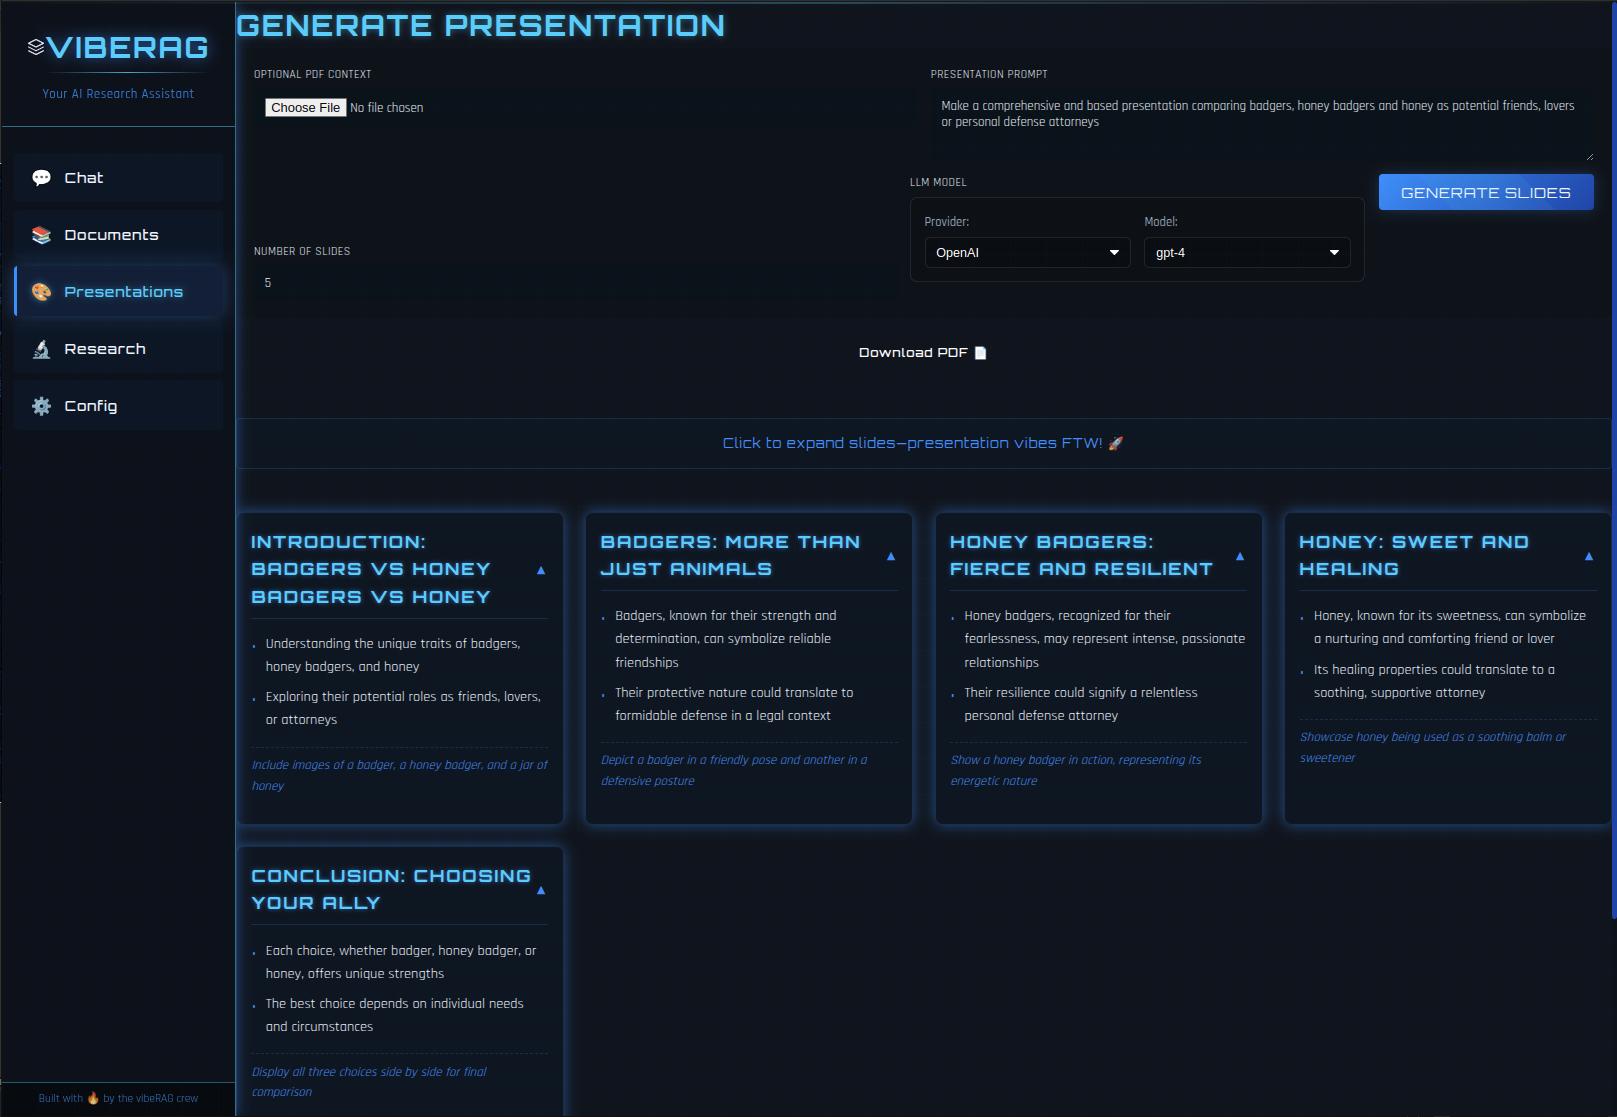 VIBERAG
Your AI Research Assistant
Chat
Documents
Presentations
Research
Config
Built with 🔥 by the vibeRAG crew
GENERATE PRESENTATION
OPTIONAL PDF CONTEXT
Choose File No file chosen
NUMBER OF SLIDES
5
PRESENTATION PROMPT
Make a comprehensive and based presentation comparing badgers, honey badgers and honey as potential friends, lovers
or personal defense attorneys
LLM MODEL
Provider:
OpenAI
Model:
gpt-4
GENERATE SLIDES
Download PDF 📄
Click to expand slides—presentation vibes FTW! 🚀
INTRODUCTION:
BADGERS VS HONEY
BADGERS VS HONEY
Understanding the unique traits of badgers,
honey badgers, and honey
Exploring their potential roles as friends, lovers,
or attorneys
Include images of a badger, a honey badger, and a jar of
honey
BADGERS: MORE THAN
JUST ANIMALS
Badgers, known for their strength and
determination, can symbolize reliable
friendships
Their protective nature could translate to
formidable defense in a legal context
Depict a badger in a friendly pose and another in a
defensive posture
HONEY BADGERS:
FIERCE AND RESILIENT
Honey badgers, recognized for their
fearlessness, may represent intense, passionate
relationships
Their resilience could signify a relentless
personal defense attorney
Show a honey badger in action, representing its
energetic nature
HONEY: SWEET AND
HEALING
Honey, known for its sweetness, can symbolize
a nurturing and comforting friend or lover
Its healing properties could translate to a
soothing, supportive attorney
Showcase honey being used as a soothing balm or
sweetener
CONCLUSION: CHOOSING
YOUR ALLY
Each choice, whether badger, honey badger, or
honey, offers unique strengths
The best choice depends on individual needs
and circumstances
Display all three choices side by side for final
comparison